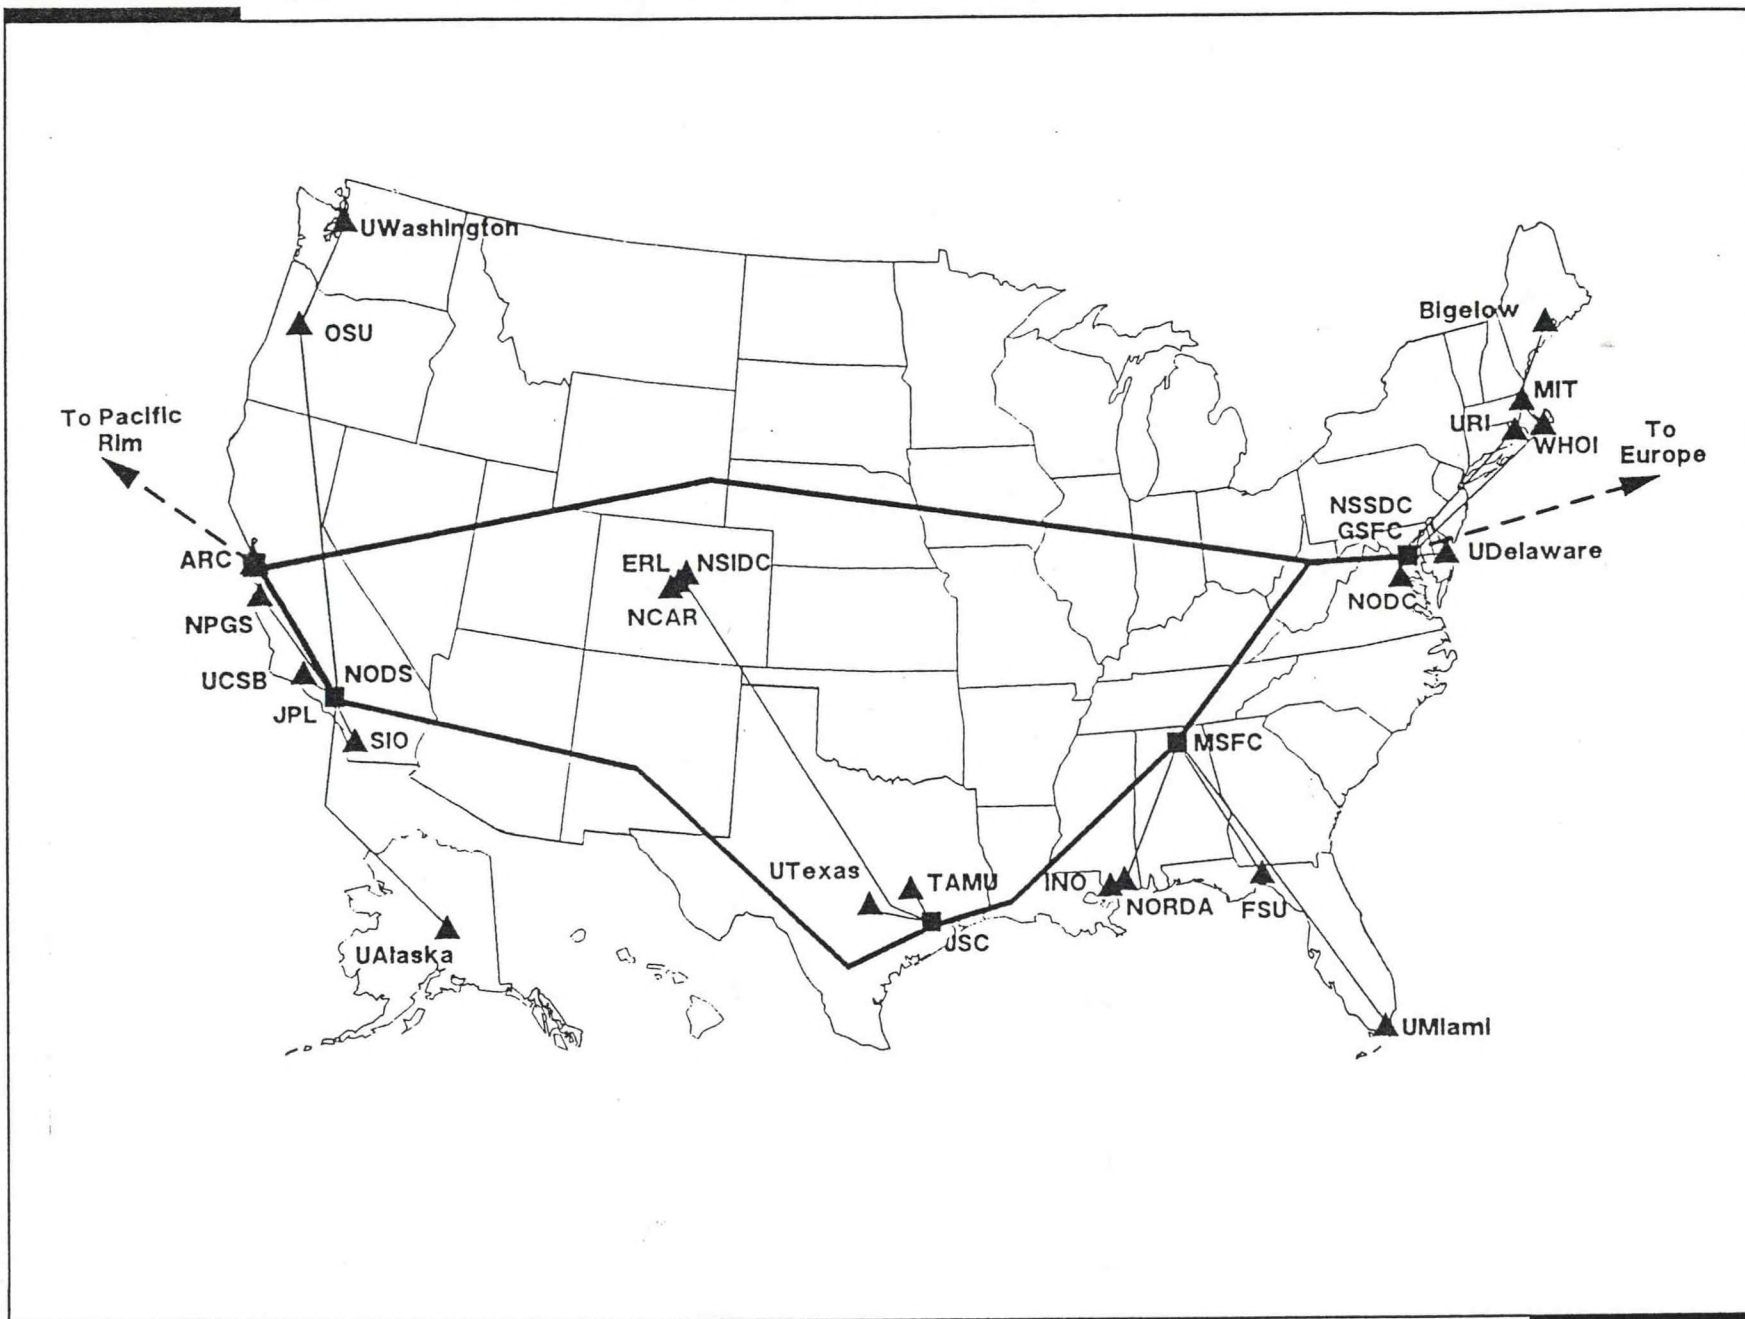 UWashington
OSU
Bigelow
MIT
URI
WHOI
To Pacific
Rim
To
Europe
NSSDC
GSFC
UDelaware
NODC
ARC
ERL
NSIDC
NCAR
NPGS
UCSB
NODS
JPL
SIO
MSFC
UTexas
TAMU
INO
NORDA
FSU
JSC
UAlaska
UMiami